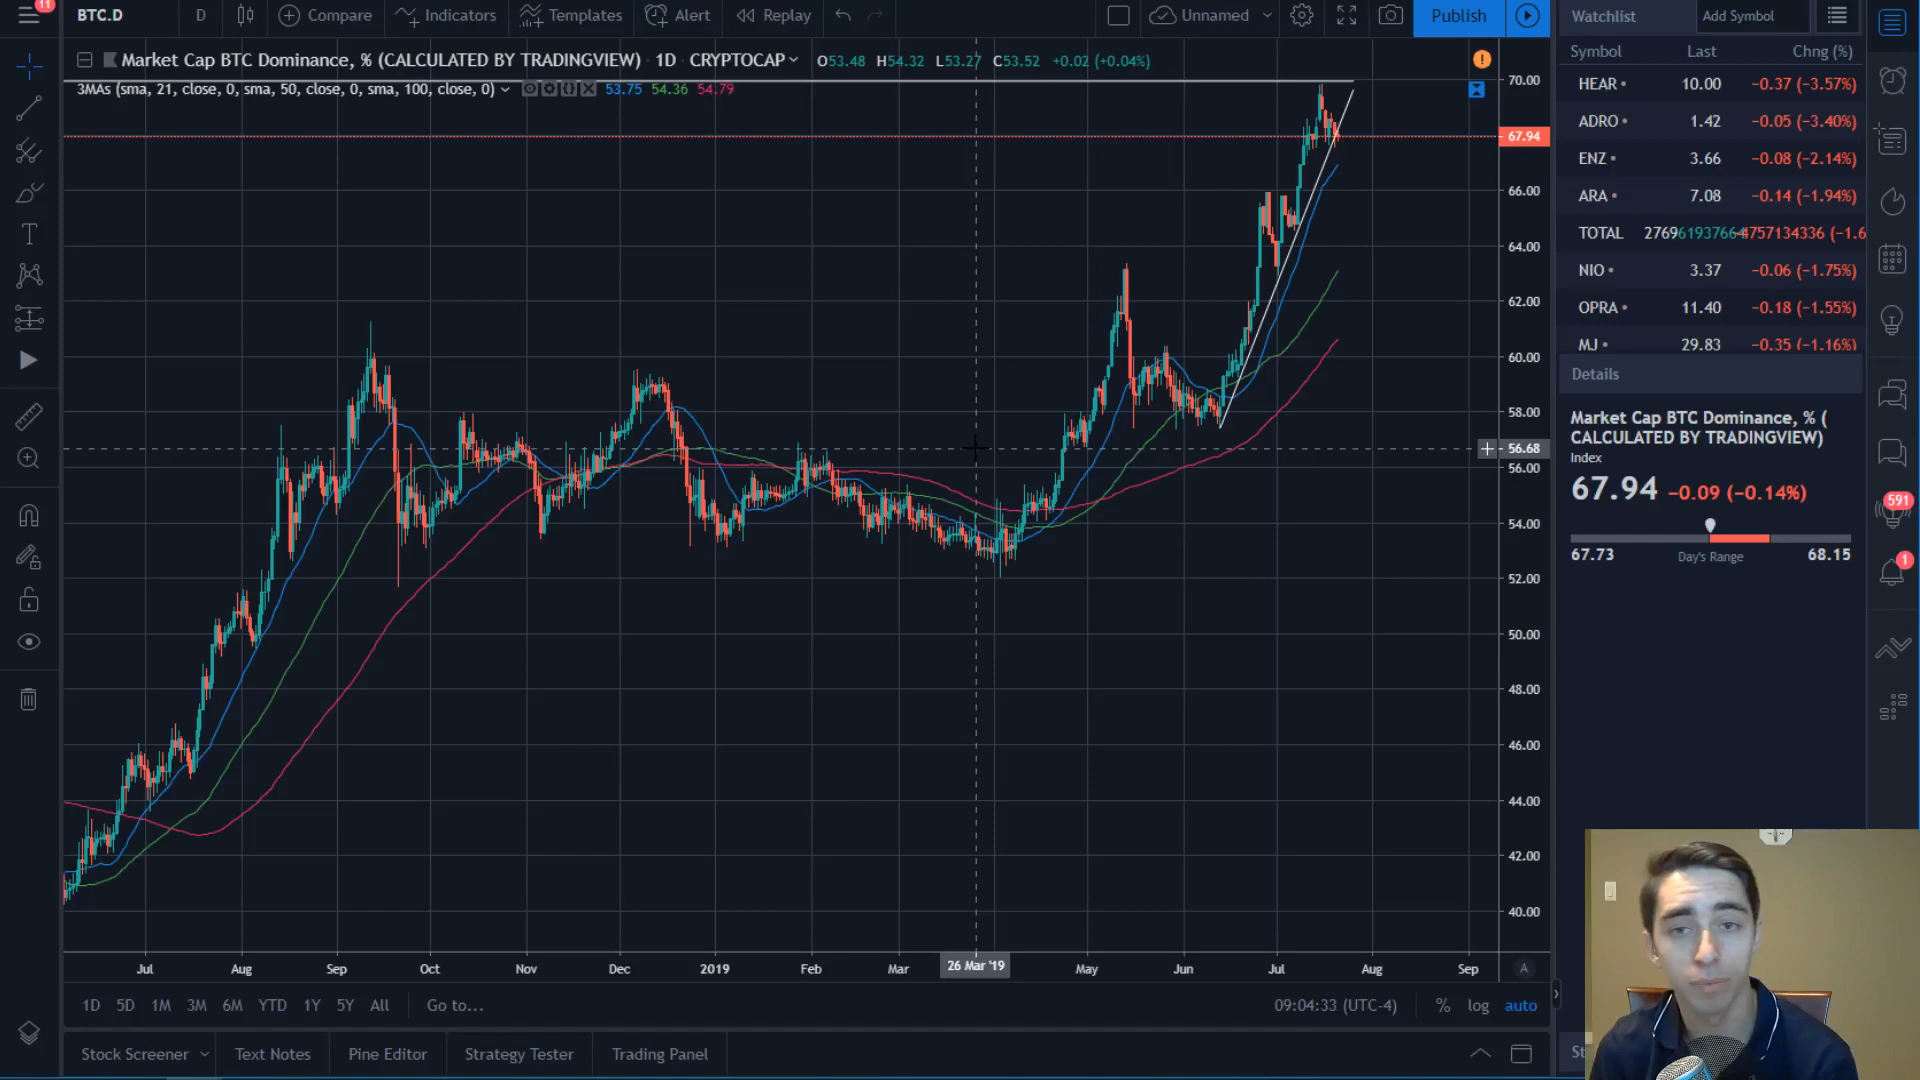 11
BTC.D
D
Compare
Indicators
Templates
Alert
Replay
Unnamed
Publish
Watchlist
Add Symbol
Market Cap BTC Dominance, % (CALCULATED BY TRADINGVIEW) · 1D · CRYPTOCAP
O53.48 H54.32 L53.27 C53.52 +0.02 (+0.04%)
3MAs (sma, 21, close, 0, sma, 50, close, 0, sma, 100, close, 0)
53.75 54.36 54.79
Symbol Last Chng (%)
HEAR 10.00 −0.37 (−3.57%)
ADRO 1.42 −0.05 (−3.40%)
ENZ 3.66 −0.08 (−2.14%)
ARA 7.08 −0.14 (−1.94%)
TOTAL
NIO 3.37 −0.06 (−1.75%)
OPRA 11.40 −0.18 (−1.55%)
MJ 29.83 −0.35 (−1.16%)
Details
Market Cap BTC Dominance, % (
CALCULATED BY TRADINGVIEW)
Index
67.94 −0.09 (−0.14%)
67.73 Day's Range 68.15
591
1
70.00
67.94
66.00
64.00
62.00
60.00
58.00
56.68
56.00
54.00
52.00
50.00
48.00
46.00
44.00
42.00
40.00
Jul Aug Sep Oct Nov Dec 2019 Feb Mar 26 Mar '19 May Jun Jul Aug Sep
A
1D 5D 1M 3M 6M YTD 1Y 5Y All Go to...
09:04:33 (UTC-4) % log auto
Stock Screener Text Notes Pine Editor Strategy Tester Trading Panel